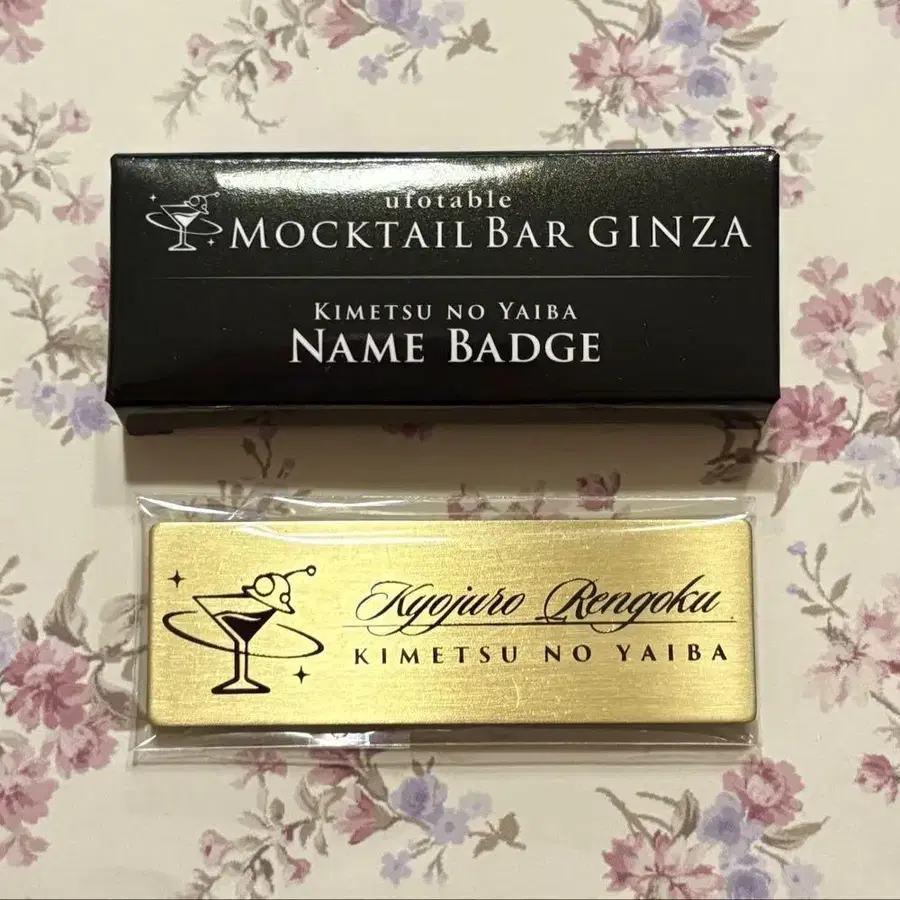 ufotable
MOCKTAIL BAR GINZA
KIMETSU NO YAIBA
NAME BADGE
Kyojuro Rengoku
KIMETSU NO YAIBA